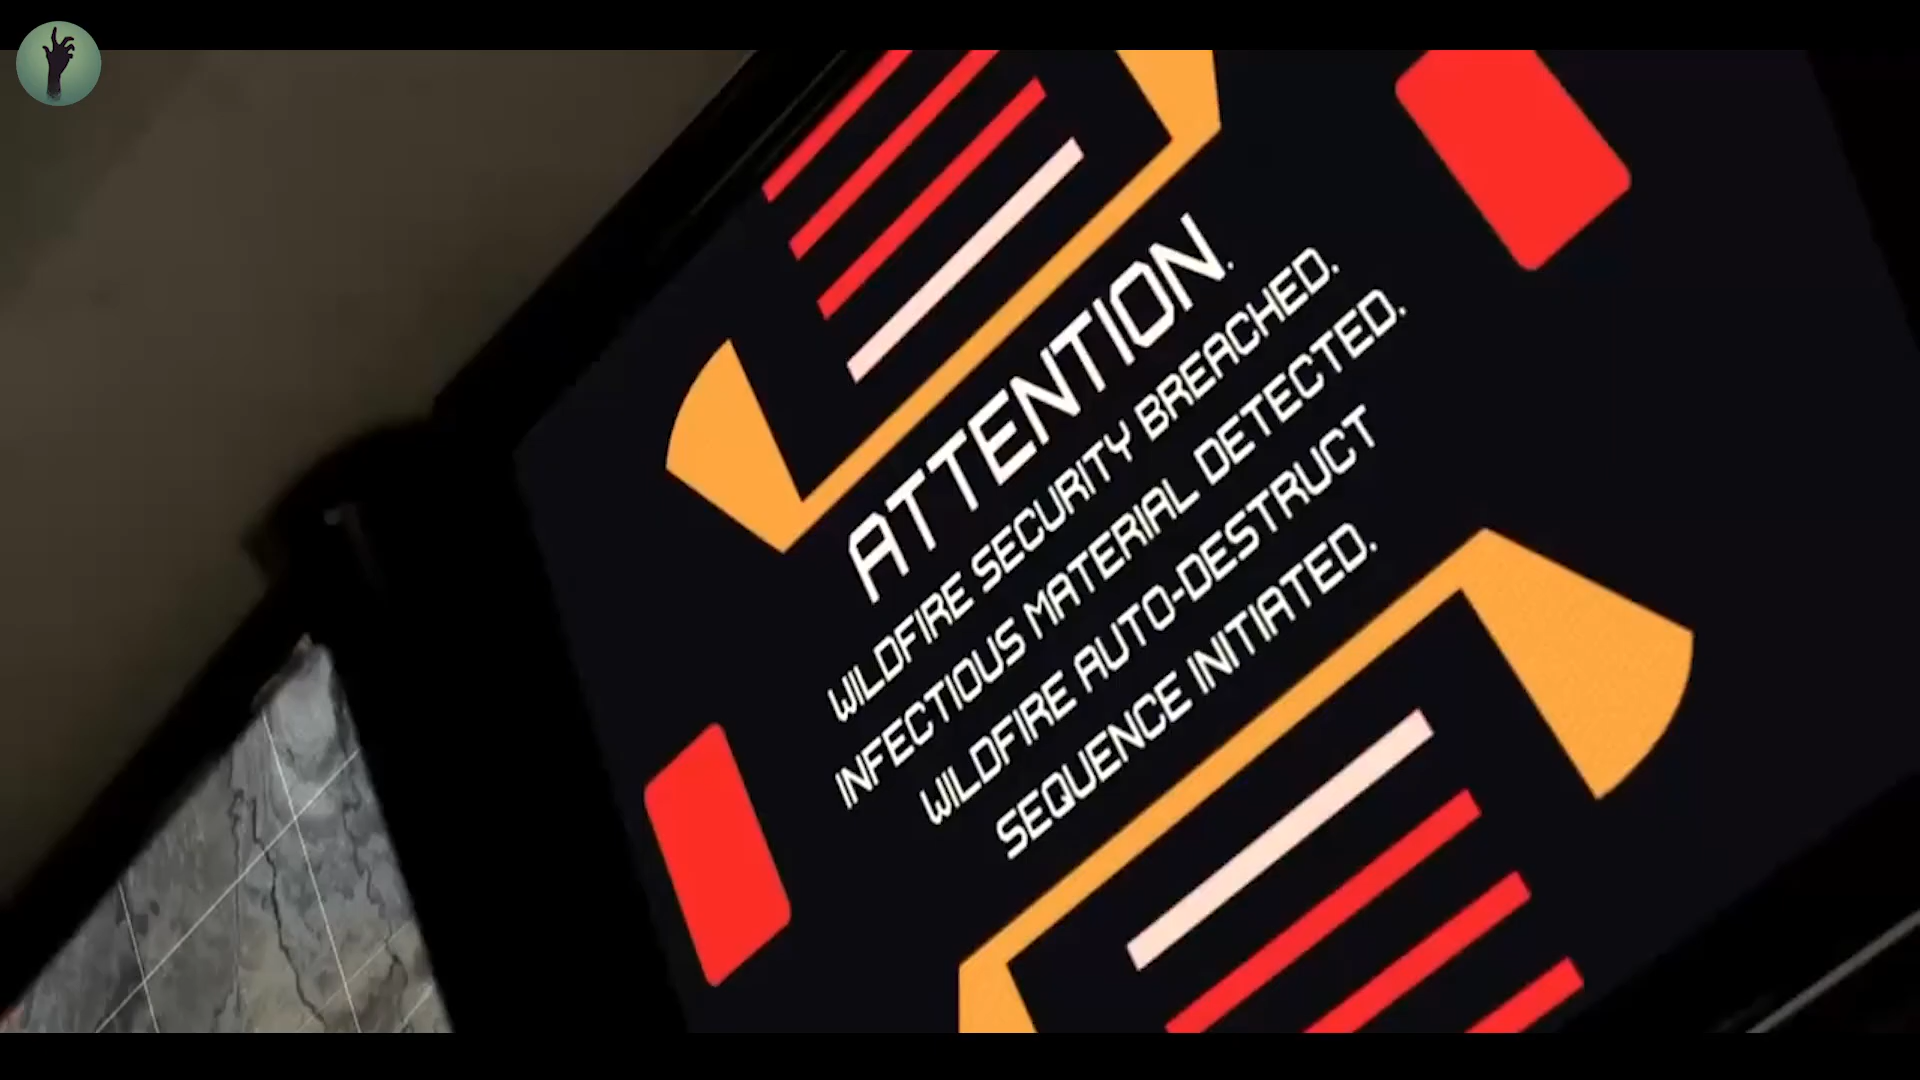 ATTENTION.
WILDFIRE SECURITY BREACHED.
INFECTIOUS MATERIAL DETECTED.
WILDFIRE AUTO-DESTRUCT
SEQUENCE INITIATED.